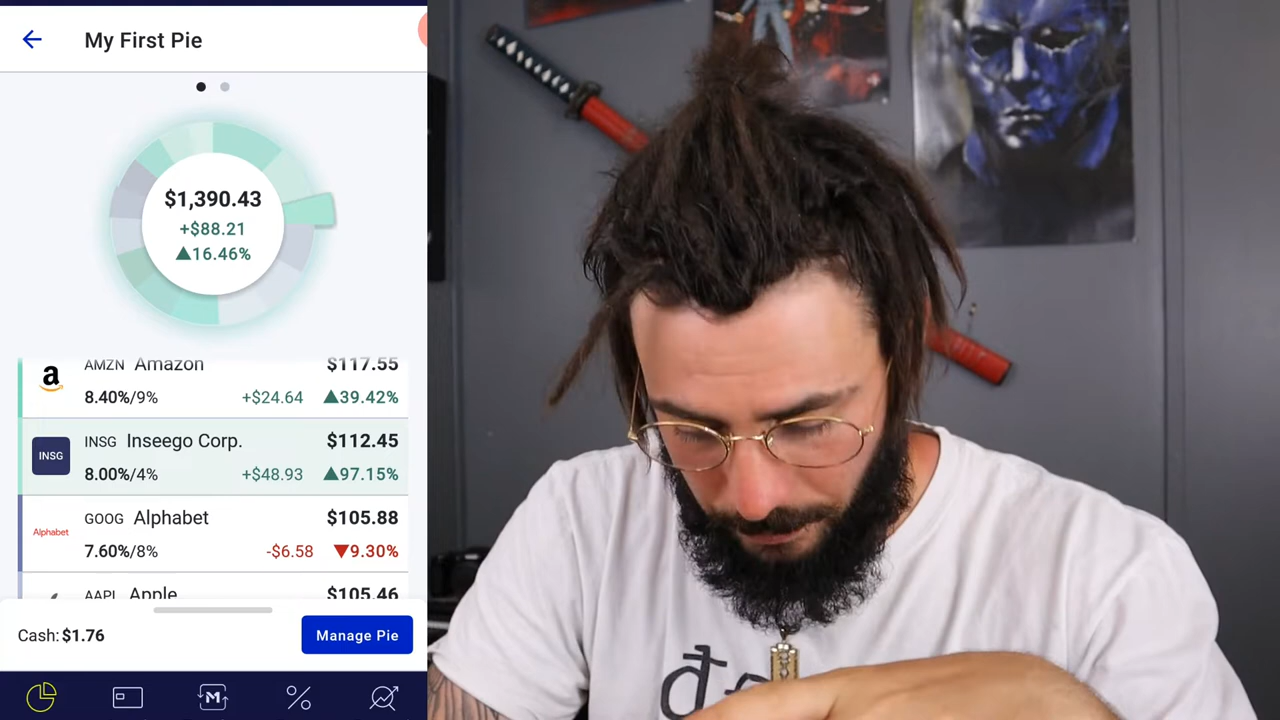 My First Pie
$1,390.43
+$88.21
▲16.46%
a AMZN Amazon $117.55
8.40%/9% +$24.64 ▲39.42%
INSG INSG Inseego Corp. $112.45
8.00%/4% +$48.93 ▲97.15%
Alphabet GOOG Alphabet $105.88
7.60%/8% -$6.58 ▼9.30%
AAPL Apple $105.46
Cash: $1.76 Manage Pie
M %